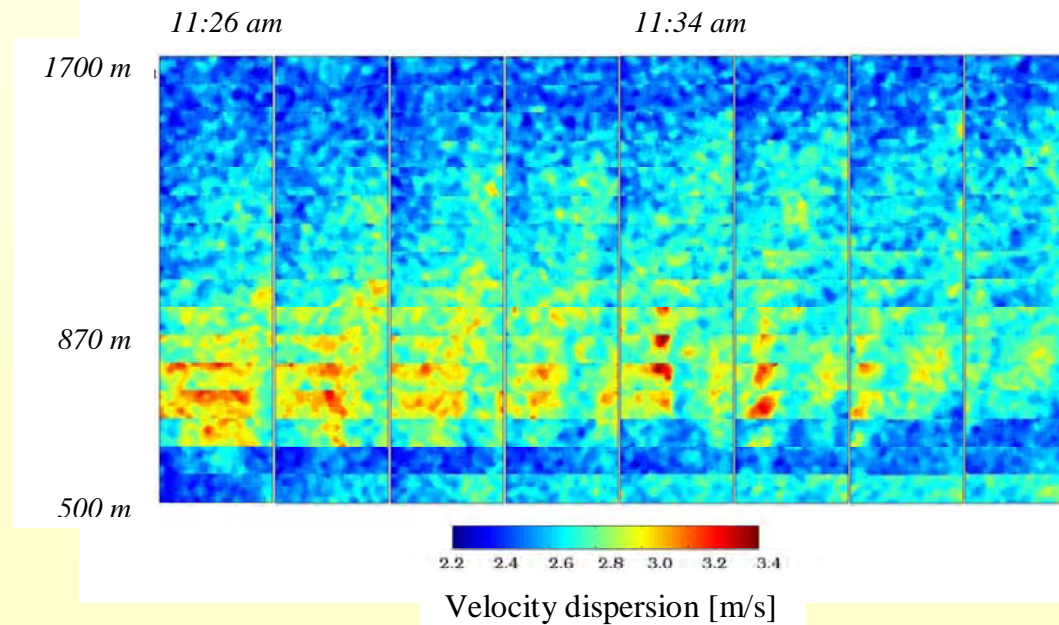 11:26 am 11:34 am
1700 m
870 m
500 m
2.2 2.4 2.6 2.8 3.0 3.2 3.4
Velocity dispersion [m/s]